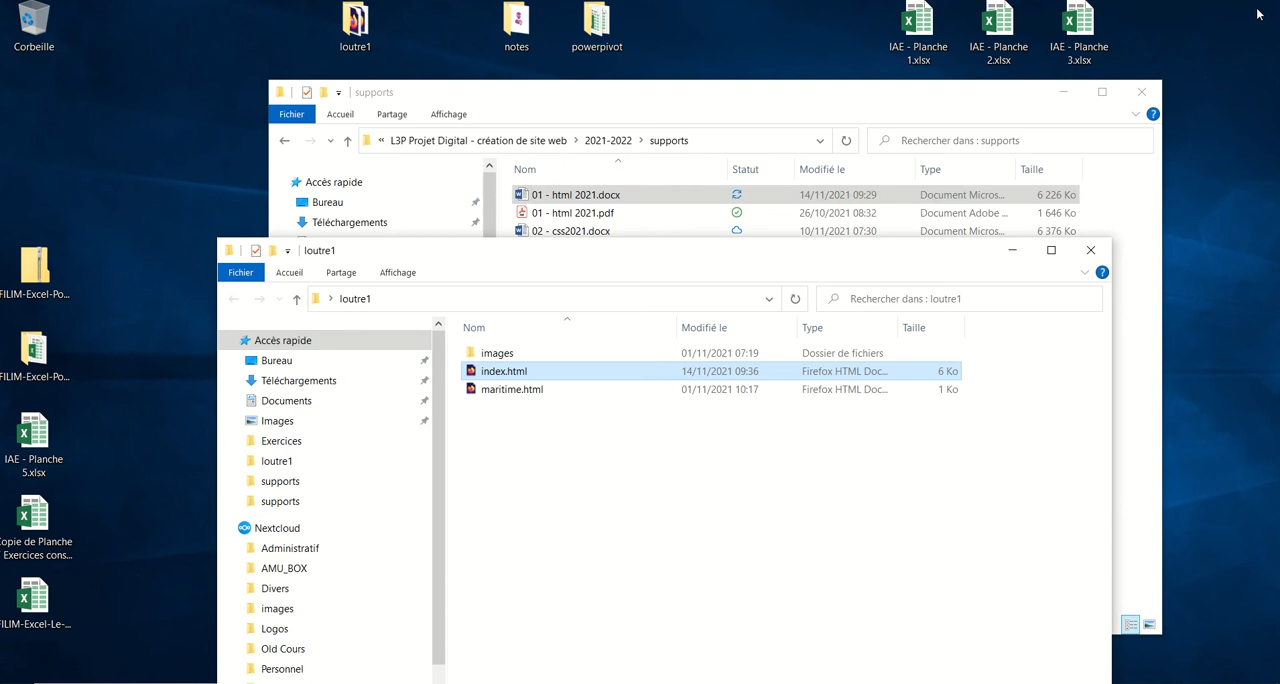 Corbeille
loutre1
notes
powerpivot
IAE - Planche
1.xlsx
IAE - Planche
2.xlsx
IAE - Planche
3.xlsx
supports
Fichier Accueil Partage Affichage
« L3P Projet Digital - création de site web > 2021-2022 > supports
Rechercher dans : supports
Accès rapide
Bureau
Téléchargements
Nom Statut Modifié le Type Taille
01 - html 2021.docx 14/11/2021 09:29 Document Micros... 6 226 Ko
01 - html 2021.pdf 26/10/2021 08:32 Document Adobe ... 1 646 Ko
02 - css2021.docx 10/11/2021 07:30 Document Micros... 6 376 Ko
loutre1
Fichier Accueil Partage Affichage
> loutre1
Rechercher dans : loutre1
Accès rapide
Bureau
Téléchargements
Documents
Images
Exercices
loutre1
supports
supports
Nextcloud
Administratif
AMU_BOX
Divers
images
Logos
Old Cours
Personnel
Nom Modifié le Type Taille
images 01/11/2021 07:19 Dossier de fichiers
index.html 14/11/2021 09:36 Firefox HTML Doc... 6 Ko
maritime.html 01/11/2021 10:17 Firefox HTML Doc... 1 Ko
FILIM-Excel-Po...
FILIM-Excel-Po...
IAE - Planche
5.xlsx
Copie de Planche
Exercices cons...
FILIM-Excel-Le-...